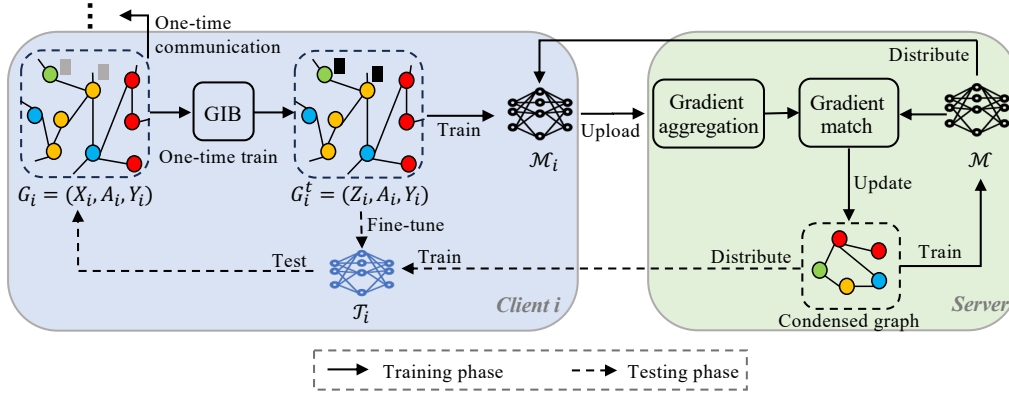 One-time
communication
GIB
One-time train
G_i = (X_i, A_i, Y_i)
G_i^t = (Z_i, A_i, Y_i)
Train
M_i
Upload
Fine-tune
Test
T_i
Train
Client i
Distribute
Gradient
aggregation
Gradient
match
M
Update
Distribute
Train
Condensed graph
Server
Training phase
Testing phase